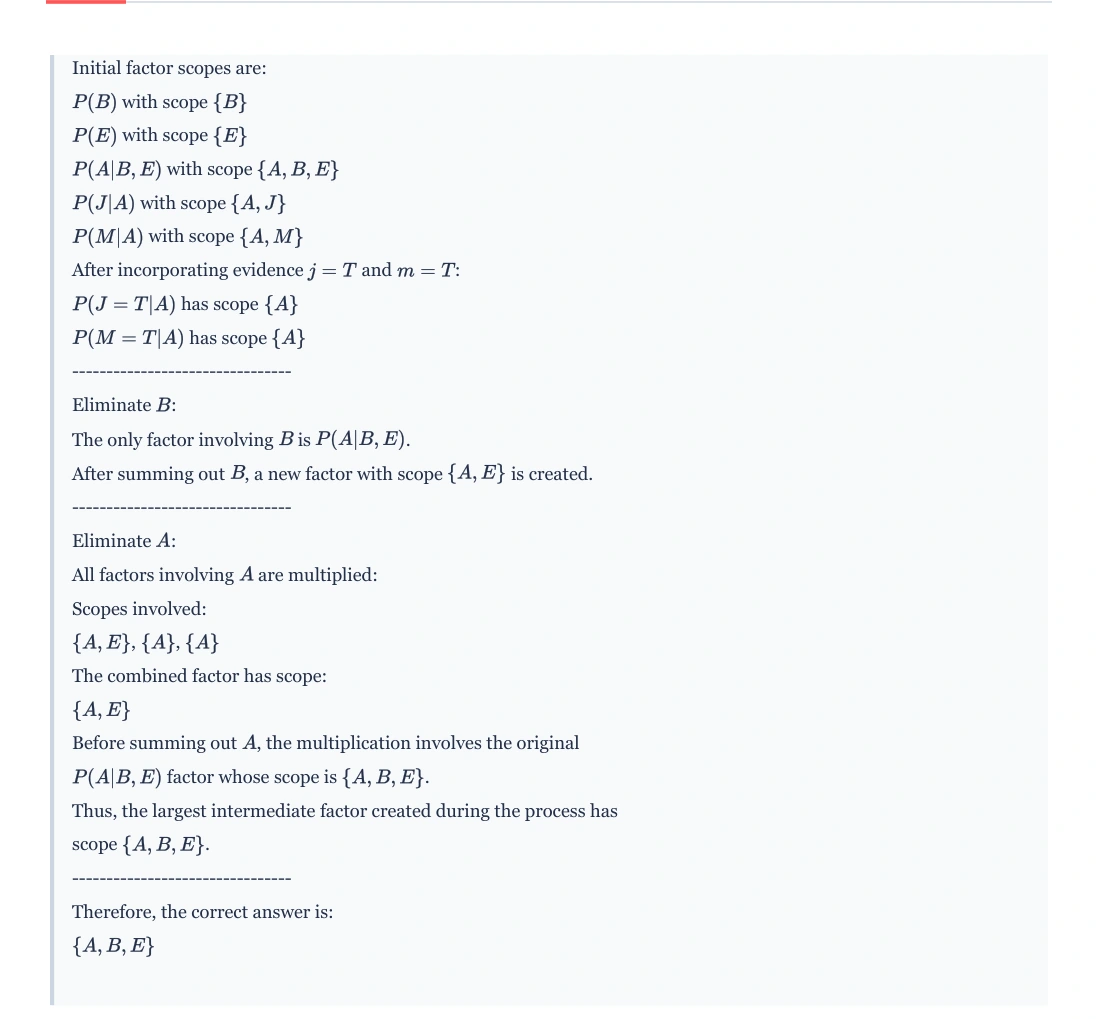 Initial factor scopes are:
P(B) with scope {B}
P(E) with scope {E}
P(A|B, E) with scope {A, B, E}
P(J|A) with scope {A, J}
P(M|A) with scope {A, M}
After incorporating evidence j = T and m = T:
P(J = T|A) has scope {A}
P(M = T|A) has scope {A}
--------------------------------
Eliminate B:
The only factor involving B is P(A|B, E).
After summing out B, a new factor with scope {A, E} is created.
--------------------------------
Eliminate A:
All factors involving A are multiplied:
Scopes involved:
{A, E}, {A}, {A}
The combined factor has scope:
{A, E}
Before summing out A, the multiplication involves the original
P(A|B, E) factor whose scope is {A, B, E}.
Thus, the largest intermediate factor created during the process has
scope {A, B, E}.
--------------------------------
Therefore, the correct answer is:
{A, B, E}